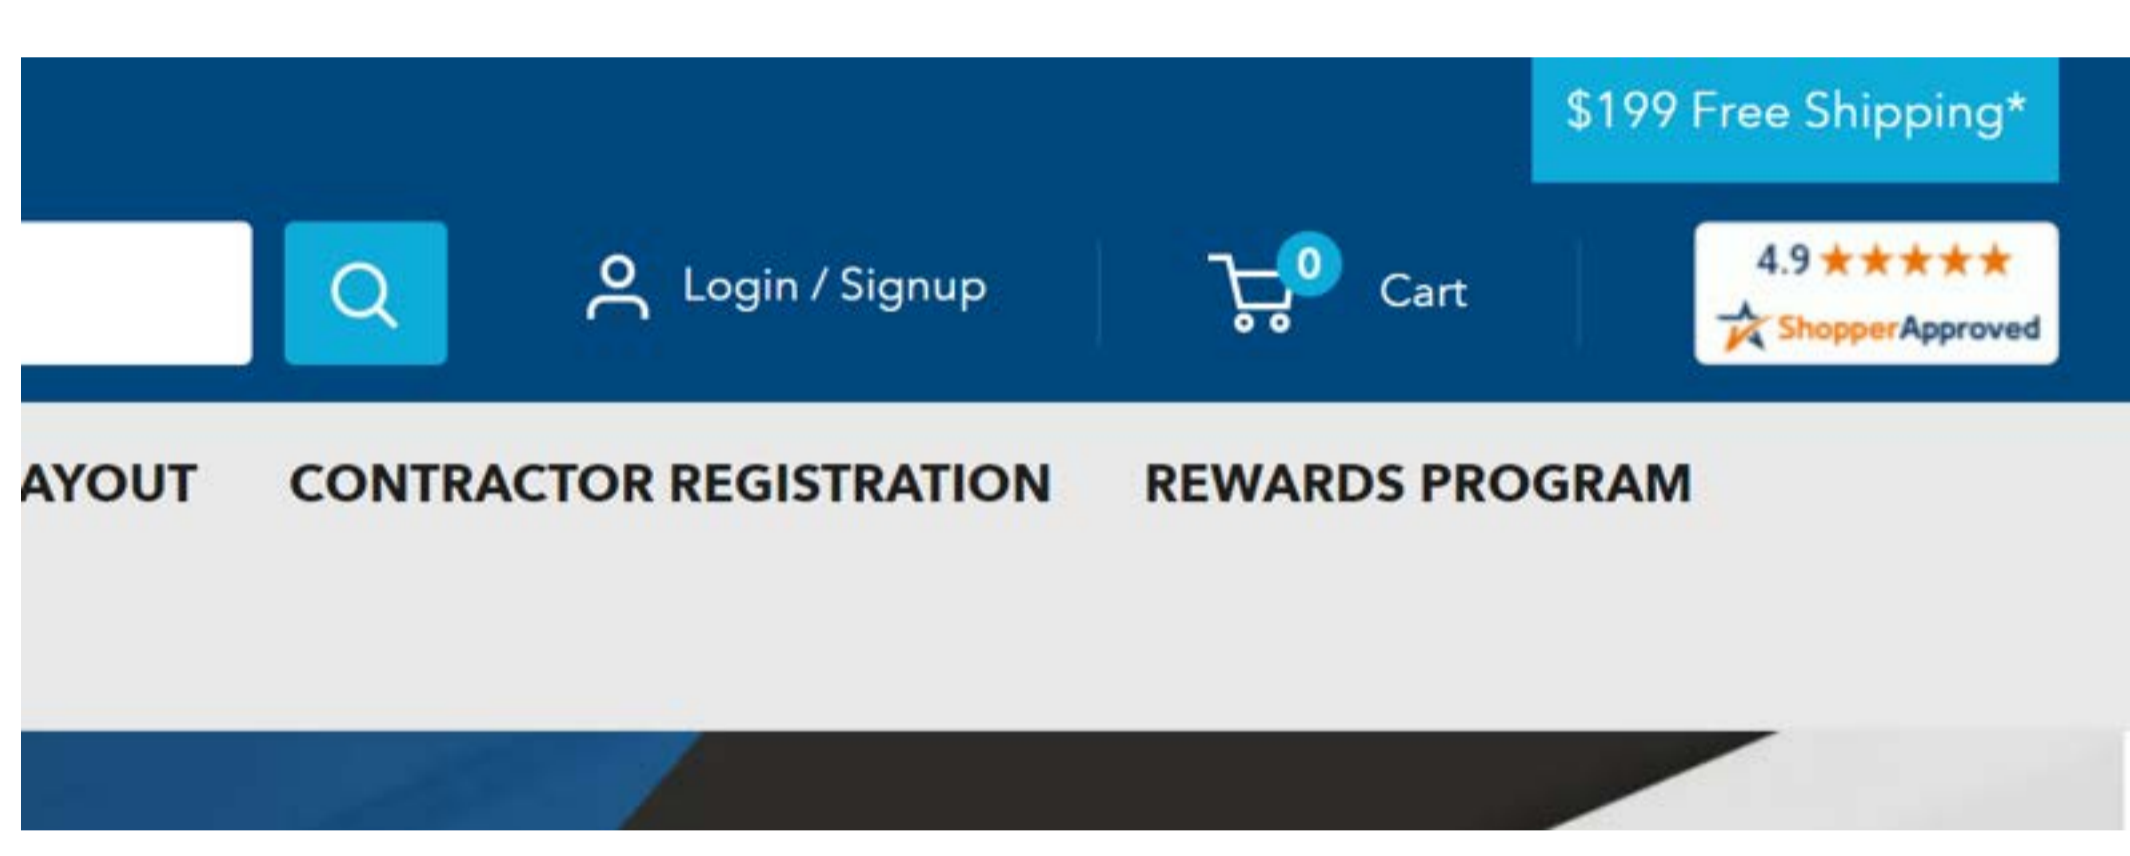 $199 Free Shipping*
Login / Signup
0
Cart
4.9
ShopperApproved
AYOUT
CONTRACTOR REGISTRATION
REWARDS PROGRAM